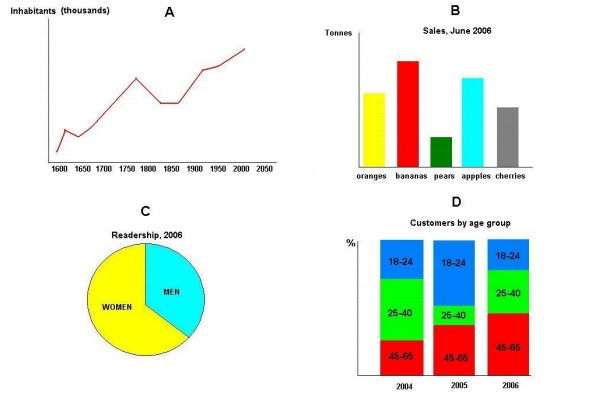 A
Inhabitants (thousands)
1600 1650 1700 1750 1800 1850 1900 1950 2000 2050
B
Sales, June 2006
Tonnes
oranges bananas pears appples cherries
C
Readership, 2006
MEN
WOMEN
D
Customers by age group
%
18-24 18-24 18-24
25-40 25-40 25-40
45-65 45-65 45-65
2004 2005 2006